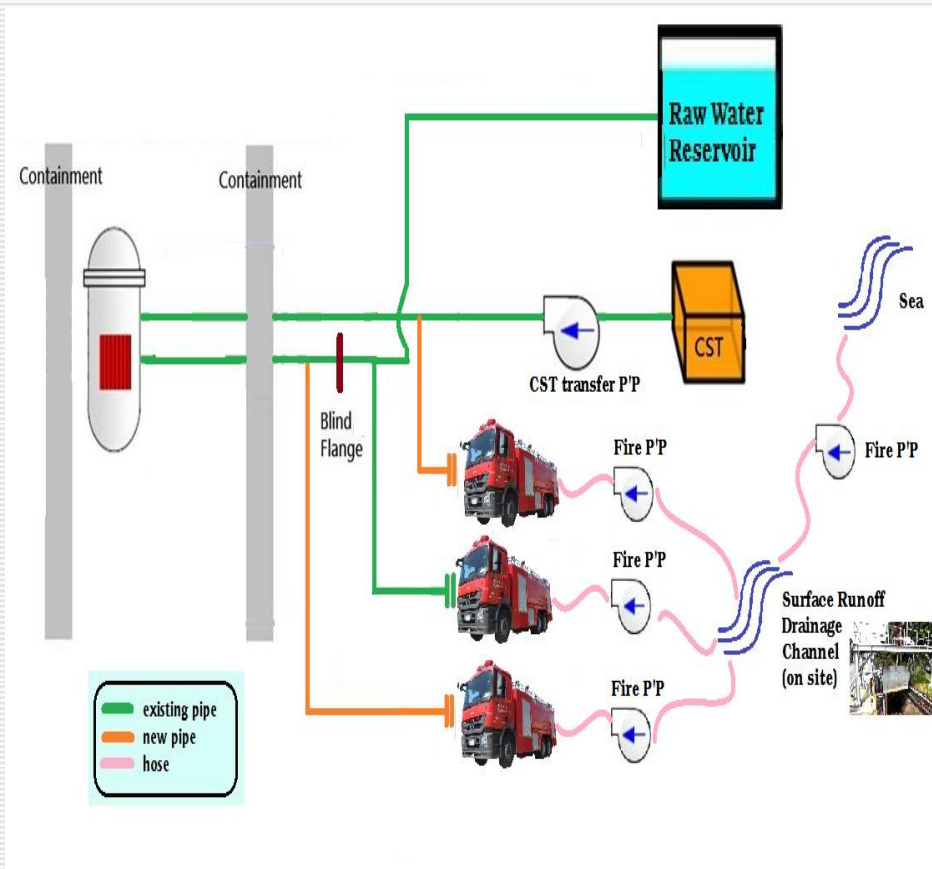 Raw Water
Reservoir
Containment
Containment
Sea
CST
CST transfer P'P
Blind
Flange
Fire P'P
Fire P'P
Fire P'P
Surface Runoff
Drainage
Channel
(on site)
Fire P'P
existing pipe
new pipe
hose